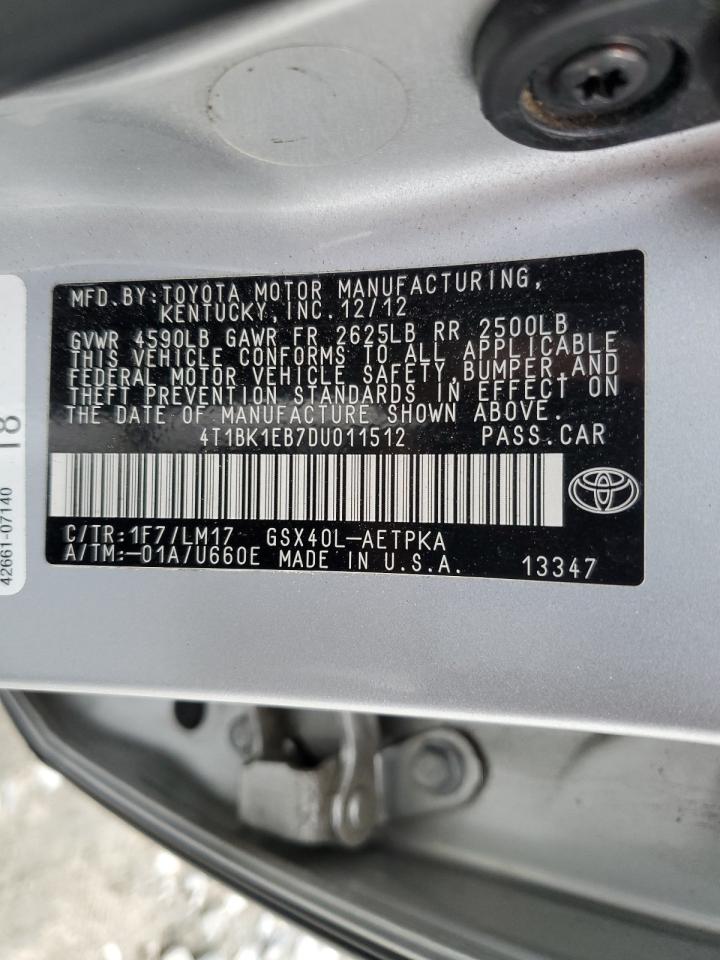 MFD. BY: TOYOTA MOTOR MANUFACTURING,
KENTUCKY, INC. 12/12
GVWR 4590LB GAWR FR 2625LB RR 2500LB
THIS VEHICLE CONFORMS TO ALL APPLICABLE
FEDERAL MOTOR VEHICLE SAFETY, BUMPER, AND
THEFT PREVENTION STANDARDS IN EFFECT ON
THE DATE OF MANUFACTURE SHOWN ABOVE.
4T1BK1EB7DU011512 PASS.CAR
C/TR:1F7/LM17 GSX40L-AETPKA
A/TM:-01A/U660E MADE IN U.S.A. 13347
42661-07140
18